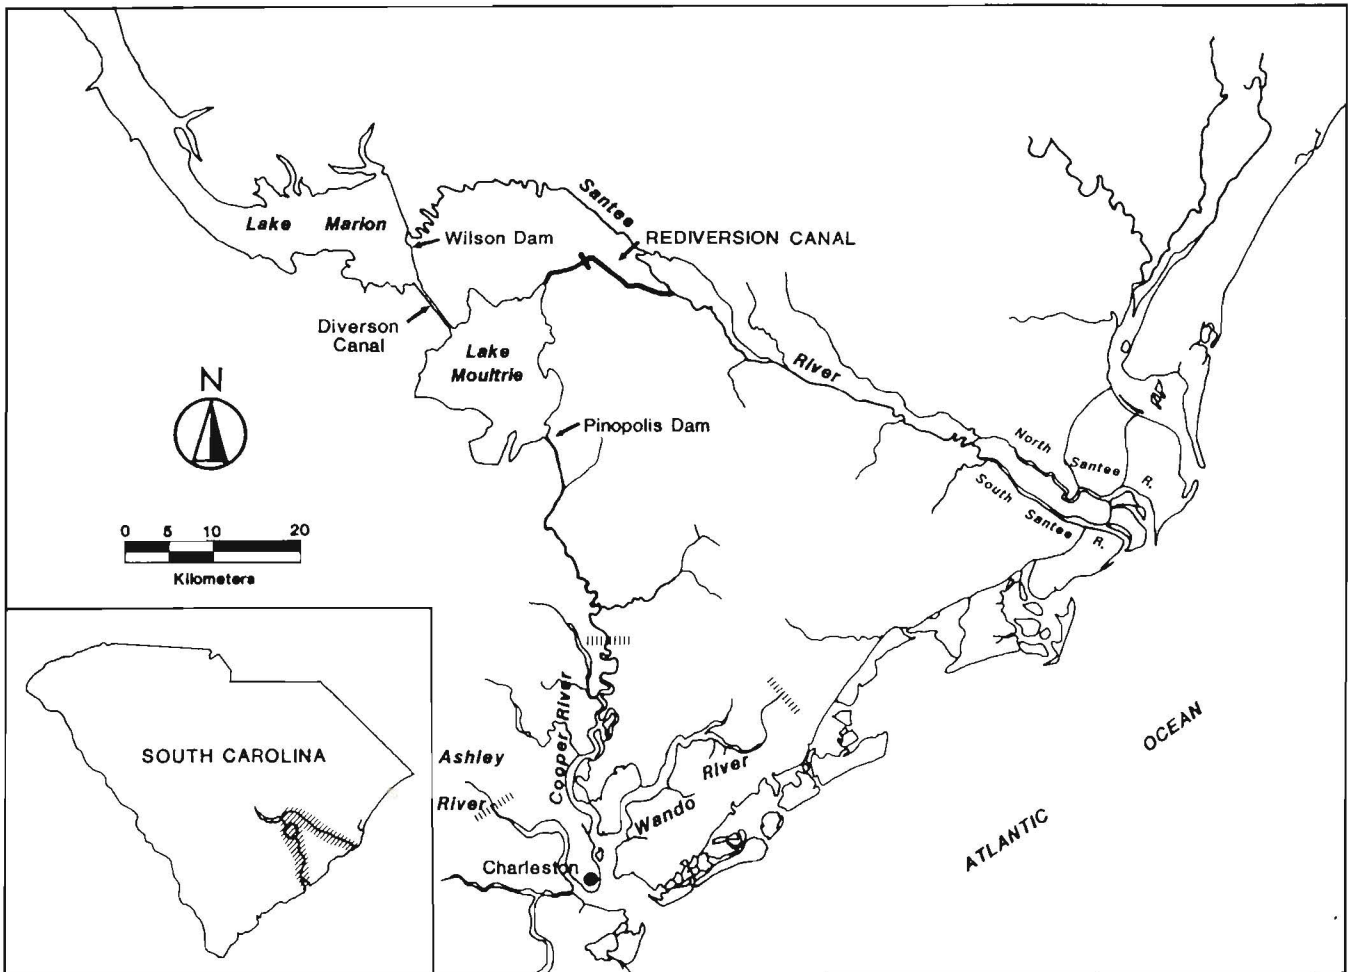 Santee
Lake Marion
Wilson Dam
REDIVERSION CANAL
Diverson
Canal
Lake
Moultrie
River
N
Pinopolis Dam
North
Santee
R.
South
Santee
R.
0 5 10 20
Kilometers
SOUTH CAROLINA
Cooper River
Ashley
River
River
Wando
Charleston
OCEAN
ATLANTIC